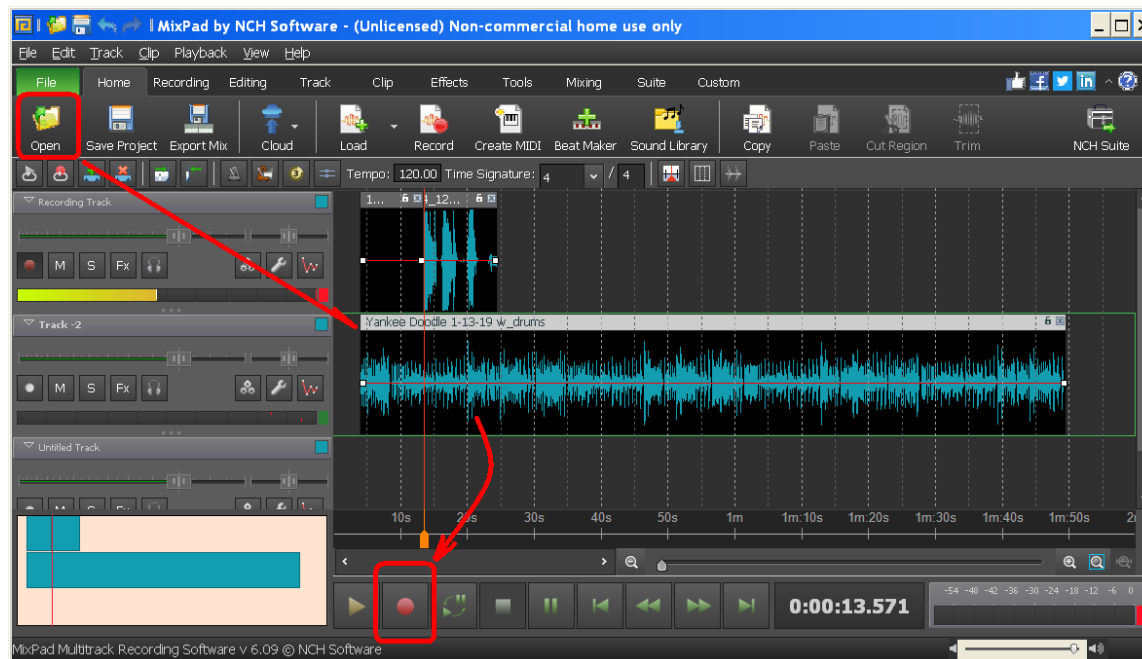 MixPad by NCH Software - (Unlicensed) Non-commercial home use only
File Edit Track Clip Playback View Help
File Home Recording Editing Track Clip Effects Tools Mixing Suite Custom
Open Save Project Export Mix Cloud Load Record Create MIDI Beat Maker Sound Library Copy Paste Cut Region Trim NCH Suite
Tempo: 120.00 Time Signature: 4 / 4
Recording Track
1... _12...
M S Fx
Track -2
Yankee Doodle 1-13-19 w_drums
M S Fx
Untitled Track
10s 20s 30s 40s 50s 1m 1m:10s 1m:20s 1m:30s 1m:40s 1m:50s
0:00:13.571
-54 -48 -42 -36 -30 -24 -18 -12 -6 0
MixPad Multitrack Recording Software v 6.09 © NCH Software